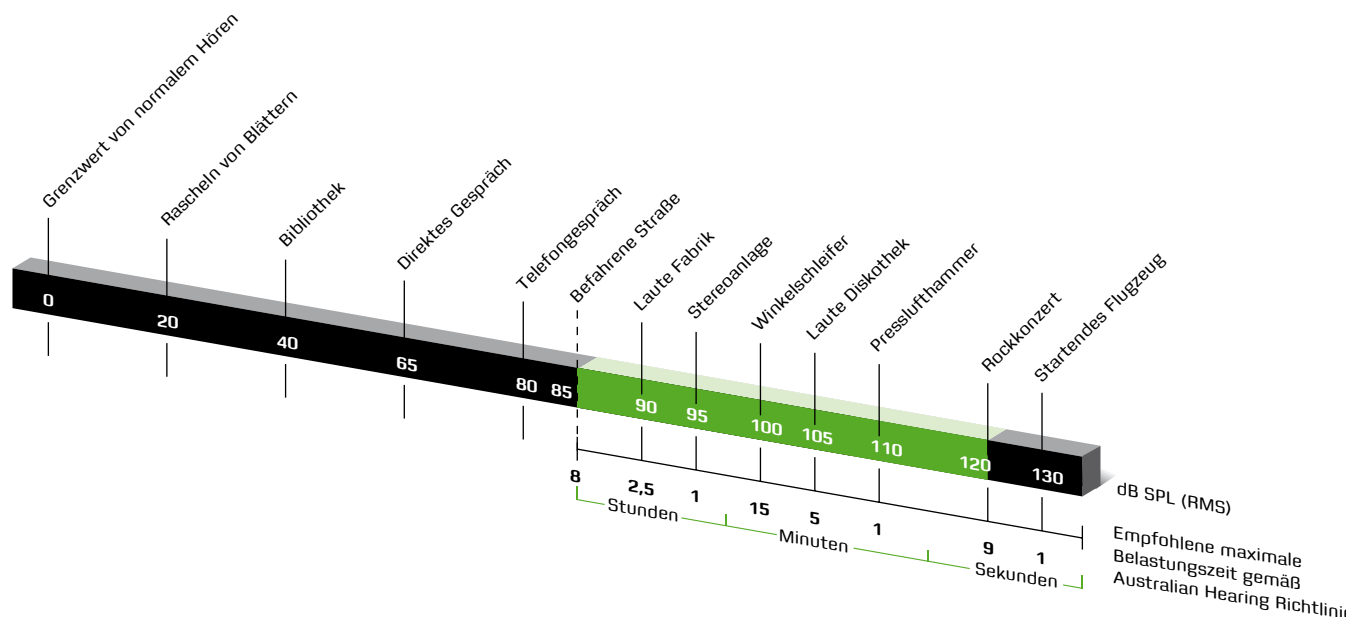 Grenzwert von normalem Hören
Rascheln von Blättern
Bibliothek
Direktes Gespräch
Telefongespräch
Befahrene Straße
Laute Fabrik
Stereoanlage
Winkelschleifer
Laute Diskothek
Presslufthammer
Rockkonzert
Startendes Flugzeug
0
20
40
65
80
85
90
95
100
105
110
120
130
dB SPL (RMS)
8
2,5
1
15
5
1
9
1
Stunden
Minuten
Sekunden
Empfohlene maximale
Belastungszeit gemäß
Australian Hearing Richtlinie